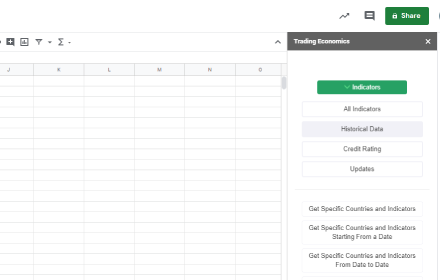 Share
Trading Economics
J K L M N O
Indicators
All Indicators
Historical Data
Credit Rating
Updates
Get Specific Countries and Indicators
Get Specific Countries and Indicators
Starting From a Date
Get Specific Countries and Indicators
From Date to Date